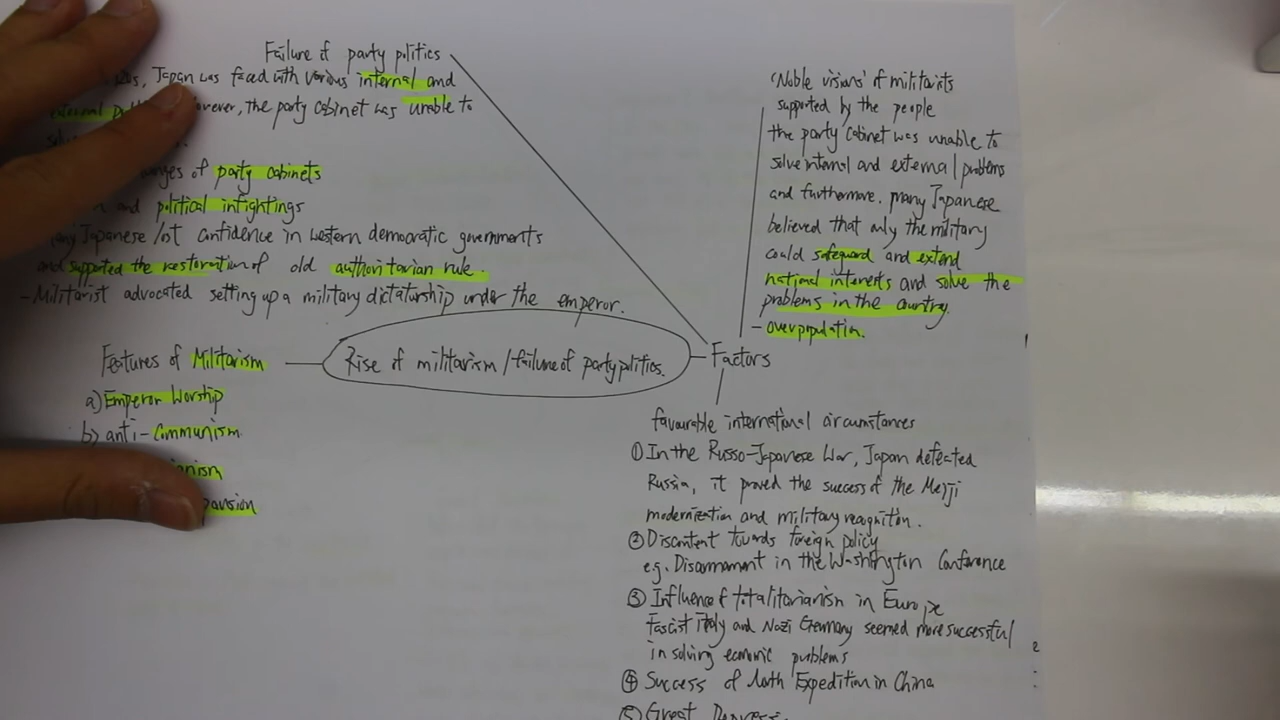 Failure of party politics
Japan was faced with various internal and
external the party cabinet was unable to
of party cabinets
and political infightings
Japanese lost confidence in western democratic governments
and supported the restoration of old authoritarian rule.
- Militarist advocated setting up a military dictatorship under the emperor.
Features of Militarism
a) Emperor Worship
b) anti-communism
Rise of militarism / failure of party politics.
Factors
'Noble visions' of militarists
supported by the people
the party cabinet was unable to
solve internal and external problems
and furthermore, many Japanese
believed that only the military
could safeguard and extend
national interests and solve the
problems in the country.
- overpopulation.
favourable international circumstances
① In the Russo-Japanese War, Japan defeated
Russia, it proved the success of the Meiji
modernization and military recognition.
② Discontent towards foreign policy
e.g. Disarmament in the Washington Conference
③ Influence of totalitarianism in Europe
Fascist Italy and Nazi Germany seemed more successful
in solving economic problems
④ Success of Expedition in China
⑤ Great